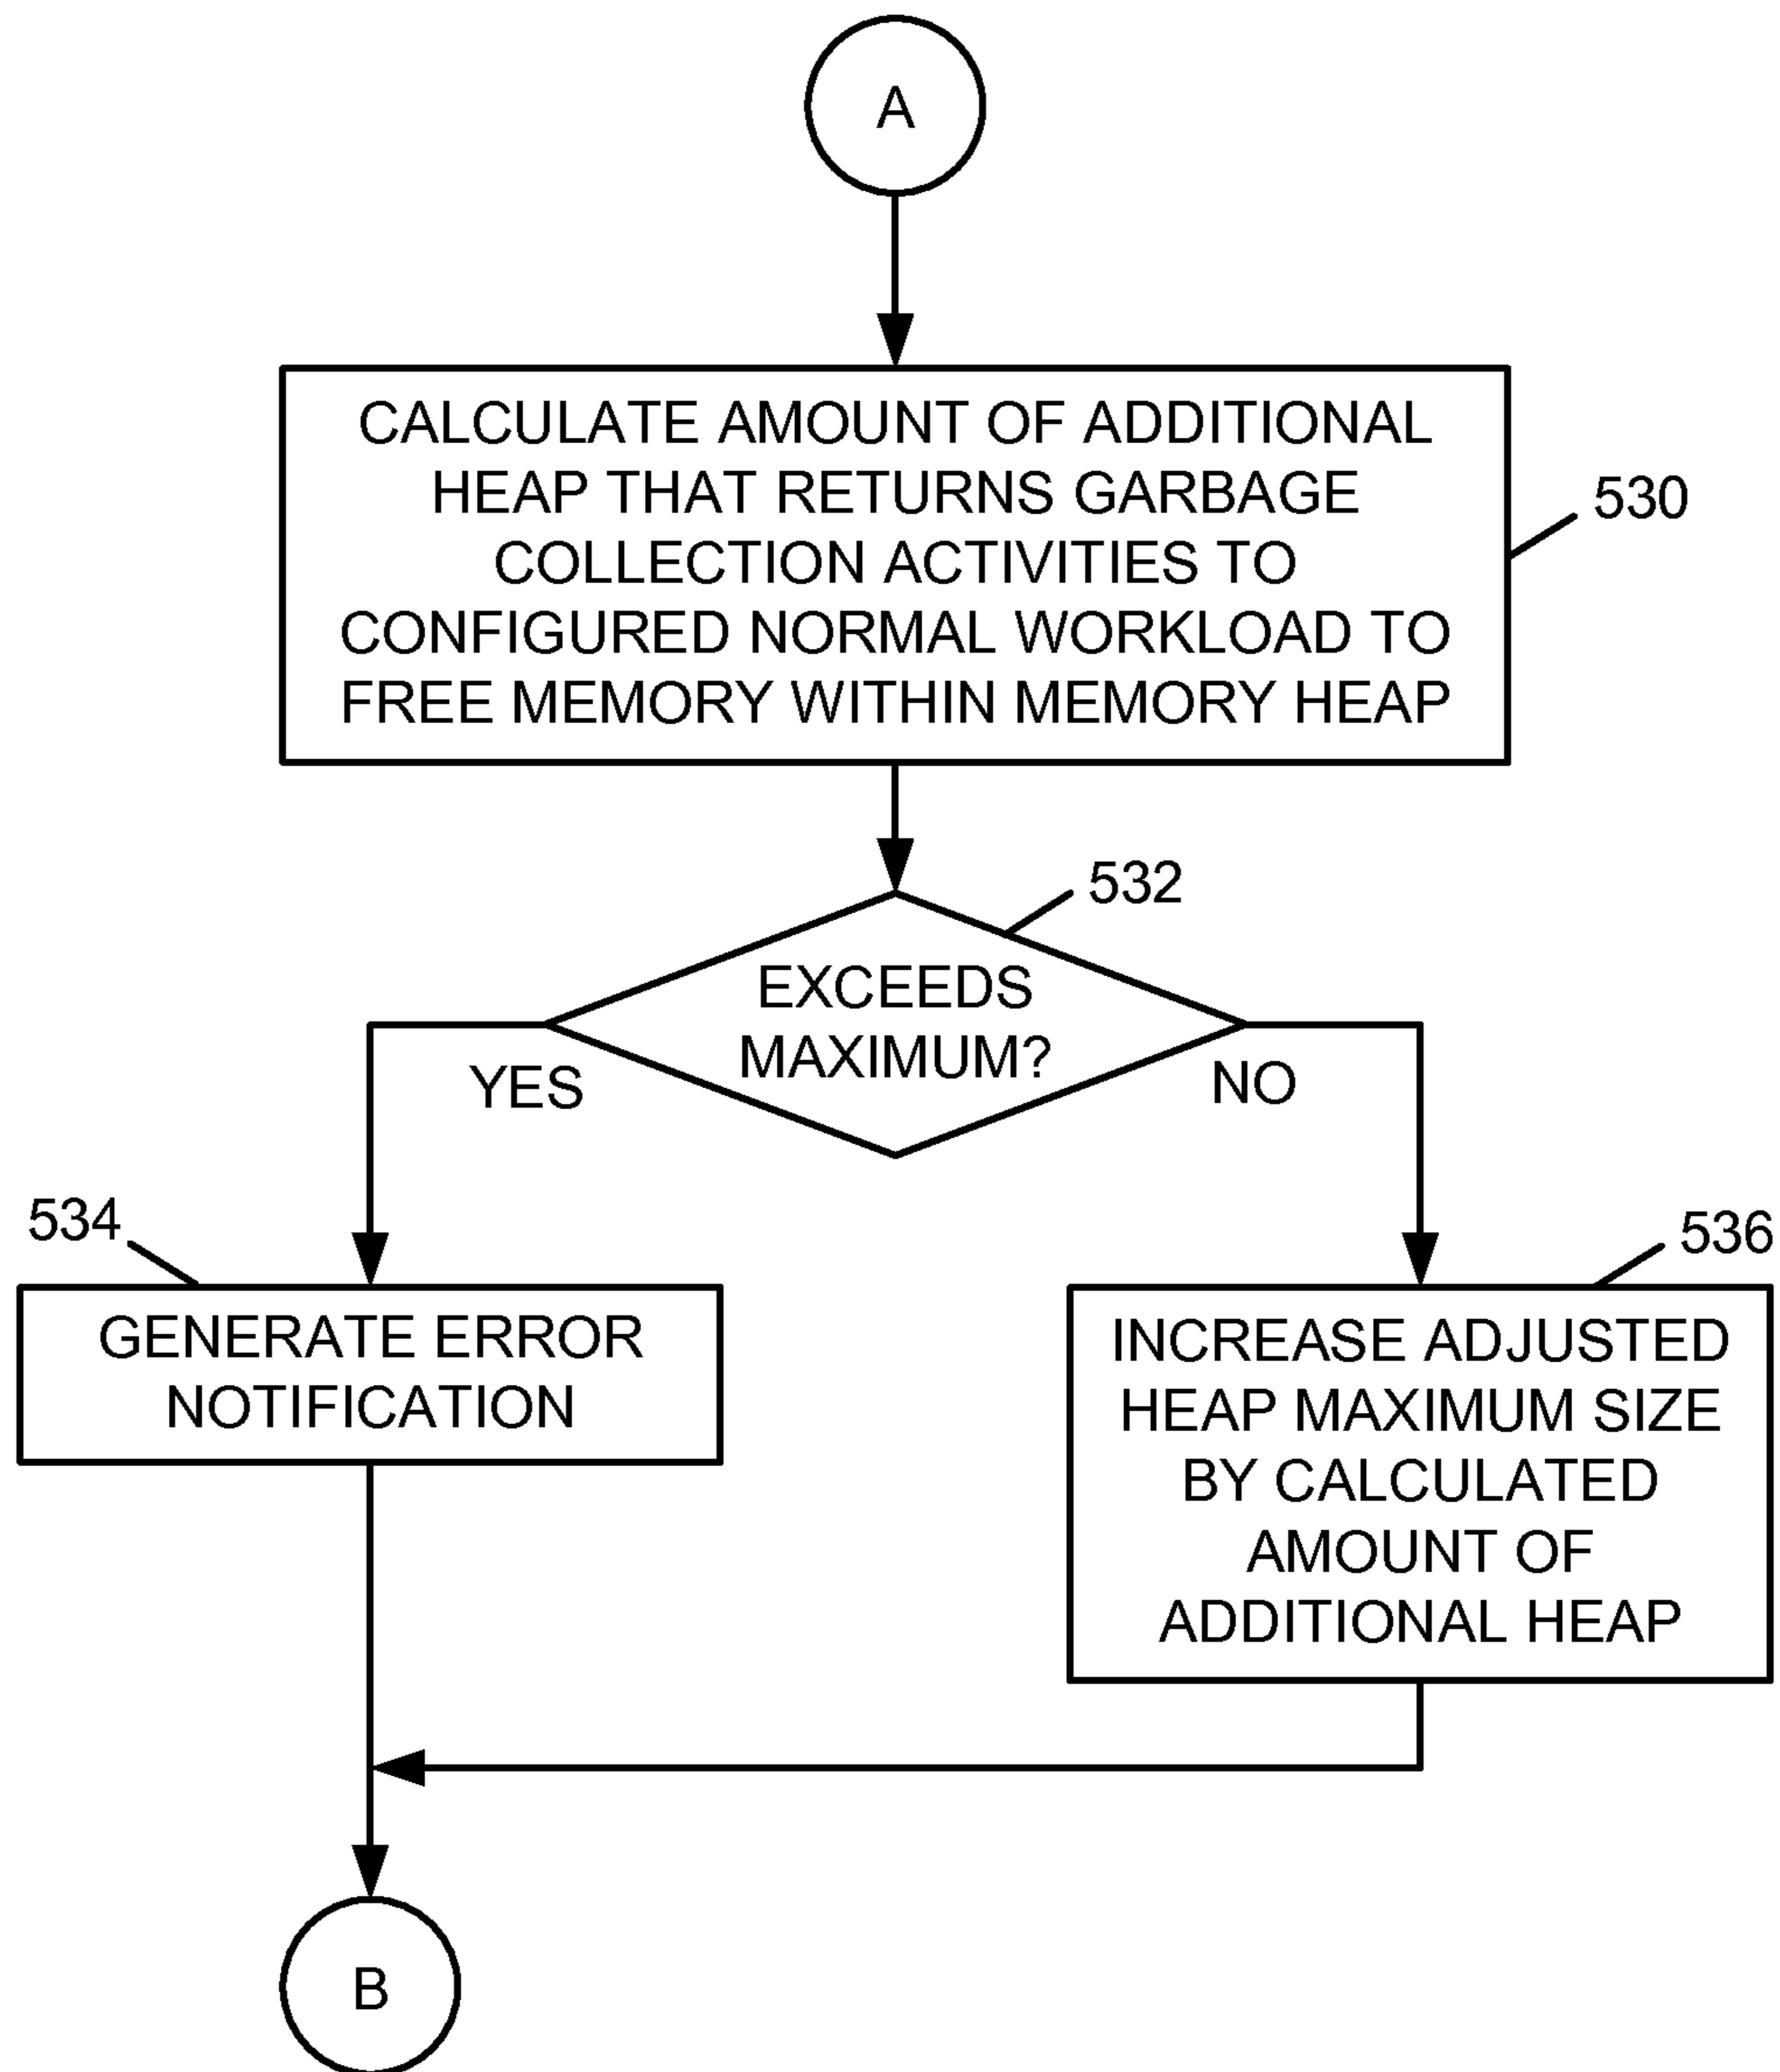 A
CALCULATE AMOUNT OF ADDITIONAL
HEAP THAT RETURNS GARBAGE
COLLECTION ACTIVITIES TO
CONFIGURED NORMAL WORKLOAD TO
FREE MEMORY WITHIN MEMORY HEAP
530
532
EXCEEDS
MAXIMUM?
YES
NO
534
GENERATE ERROR
NOTIFICATION
536
INCREASE ADJUSTED
HEAP MAXIMUM SIZE
BY CALCULATED
AMOUNT OF
ADDITIONAL HEAP
B